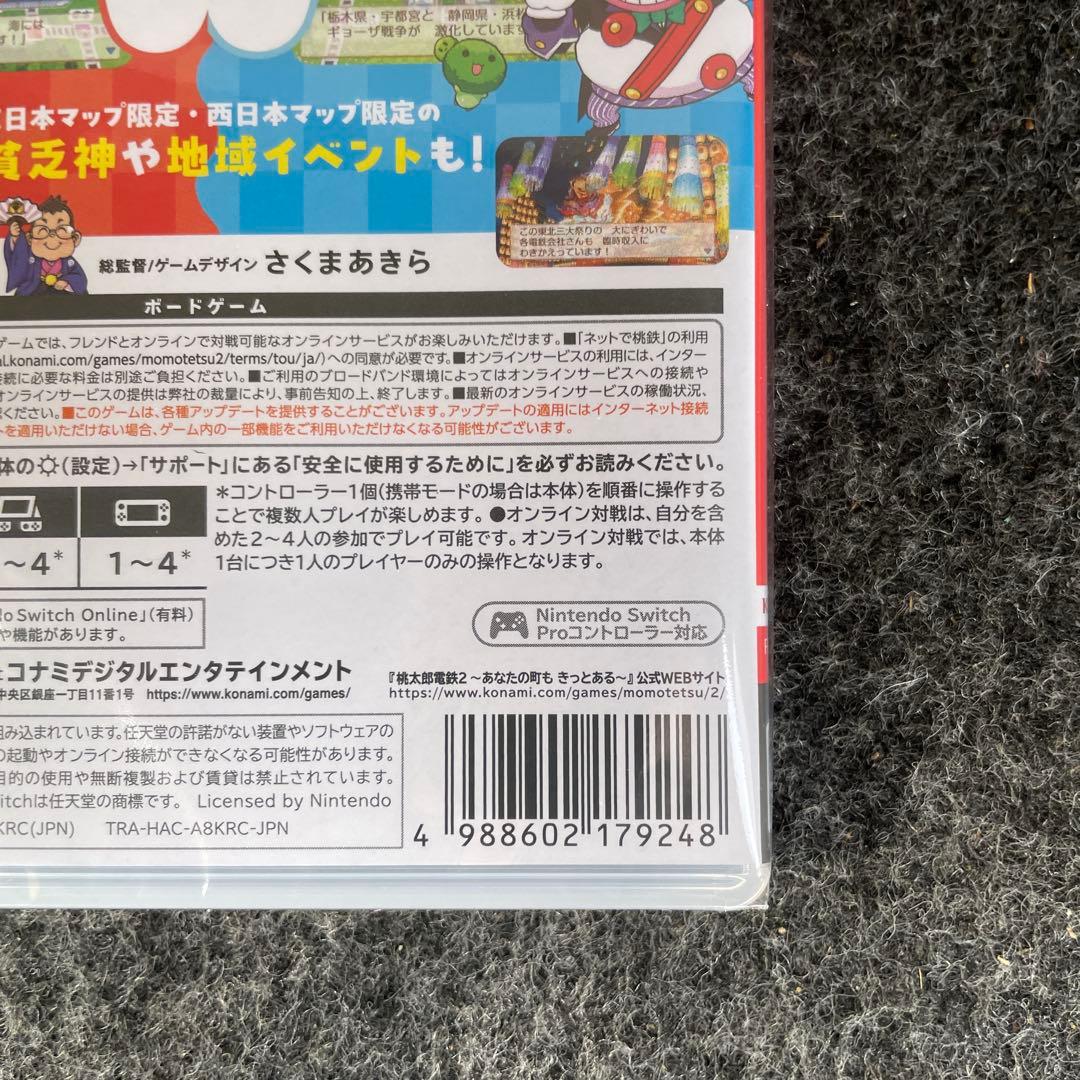 「栃木県・宇都宮と 静岡県・浜松
ギョーザ戦争が 激化しています
日本マップ限定・西日本マップ限定の
貧乏神や地域イベントも!
この東北三大祭りの 大にぎわいで
各電鉄会社さんも 臨時収入に
わきかえっています!
総監督/ゲームデザイン さくまあきら
ボードゲーム
ゲームでは、フレンドとオンラインで対戦可能なオンラインサービスがお楽しみいただけます。■「ネットで桃鉄」の利用
al.konami.com/games/momotetsu2/terms/tou/ja/)への同意が必要です。■オンラインサービスの利用には、インター
接続に必要な料金は別途ご負担ください。■ご利用のブロードバンド環境によってはオンラインサービスへの接続や
ンラインサービスの提供は弊社の裁量により、事前告知の上、終了します。■最新のオンラインサービスの稼働状況、
ください。■このゲームは、各種アップデートを提供することがございます。アップデートの適用にはインターネット接続
トを適用いただけない場合、ゲーム内の一部機能をご利用いただけなくなる可能性がございます。
体の(設定)→「サポート」にある「安全に使用するために」を必ずお読みください。
*コントローラー1個(携帯モードの場合は本体)を順番に操作する
ことで複数人プレイが楽しめます。●オンライン対戦は、自分を含
めた2〜4人の参加でプレイ可能です。オンライン対戦では、本体
1台につき1人のプレイヤーのみの操作となります。
〜4* 1〜4*
o Switch Online」(有料)
や機能があります。
Nintendo Switch
Proコントローラー対応
コナミデジタルエンタテインメント
中央区銀座一丁目11番1号 https://www.konami.com/games/
『桃太郎電鉄2 〜あなたの町も きっとある〜』公式WEBサイト
https://www.konami.com/games/momotetsu/2/
組み込まれています。任天堂の許諾がない装置やソフトウェアの
の起動やオンライン接続ができなくなる可能性があります。
目的の使用や無断複製および賃貸は禁止されています。
itchは任天堂の商標です。 Licensed by Nintendo
KRC(JPN) TRA-HAC-A8KRC-JPN
4 988602 179248